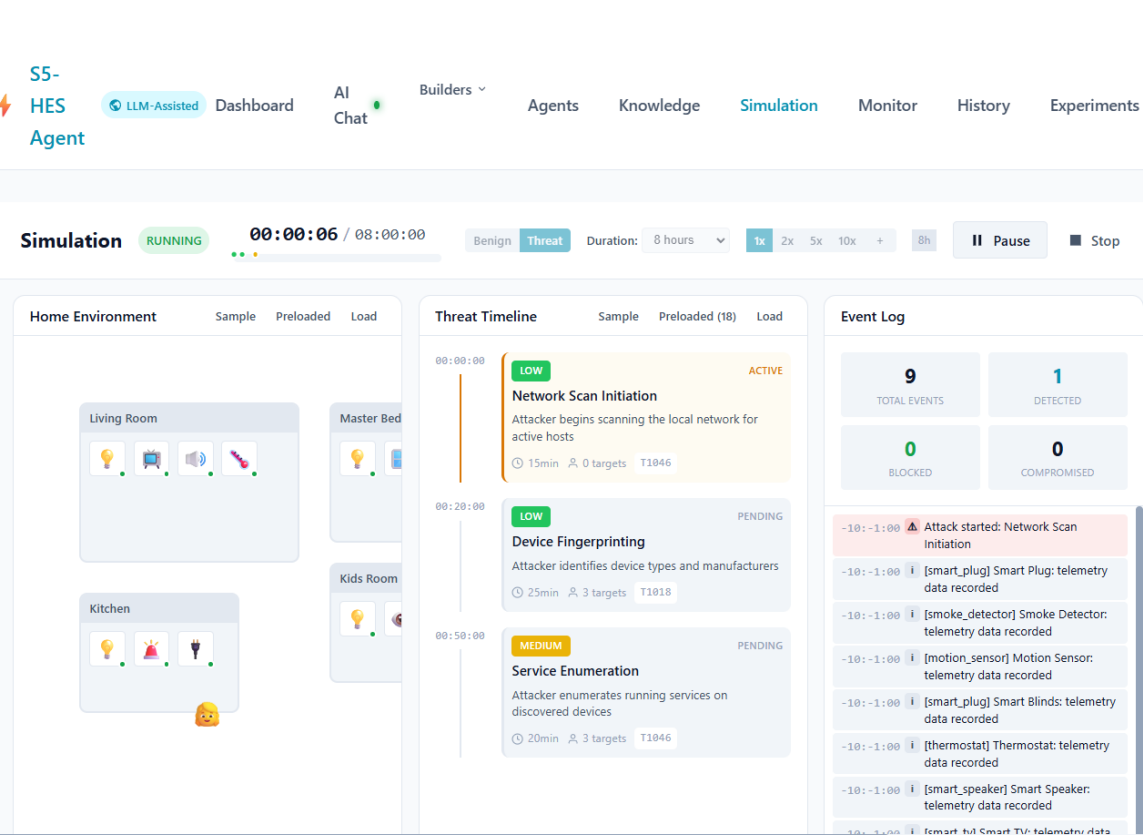 S5-
HES
Agent
LLM-Assisted
Dashboard
AI
Chat
Builders
Agents
Knowledge
Simulation
Monitor
History
Experiments
Simulation
RUNNING
00:00:06 / 08:00:00
Benign
Threat
Duration:
8 hours
1x
2x
5x
10x
+
8h
Pause
Stop
Home Environment
Sample
Preloaded
Load
Living Room
Master Bed
Kitchen
Kids Room
Threat Timeline
Sample
Preloaded (18)
Load
00:00:00
LOW
ACTIVE
Network Scan Initiation
Attacker begins scanning the local network for
active hosts
15min
0 targets
T1046
00:20:00
LOW
PENDING
Device Fingerprinting
Attacker identifies device types and manufacturers
25min
3 targets
T1018
00:50:00
MEDIUM
PENDING
Service Enumeration
Attacker enumerates running services on
discovered devices
20min
3 targets
T1046
Event Log
9
TOTAL EVENTS
1
DETECTED
0
BLOCKED
0
COMPROMISED
-10:-1:00
Attack started: Network Scan
Initiation
-10:-1:00
i
[smart_plug] Smart Plug: telemetry
data recorded
-10:-1:00
i
[smoke_detector] Smoke Detector:
telemetry data recorded
-10:-1:00
i
[motion_sensor] Motion Sensor:
telemetry data recorded
-10:-1:00
i
[smart_plug] Smart Blinds: telemetry
data recorded
-10:-1:00
i
[thermostat] Thermostat: telemetry
data recorded
-10:-1:00
i
[smart_speaker] Smart Speaker:
telemetry data recorded
-10:-1:00
i
[smart_tv] Smart TV: telemetry data